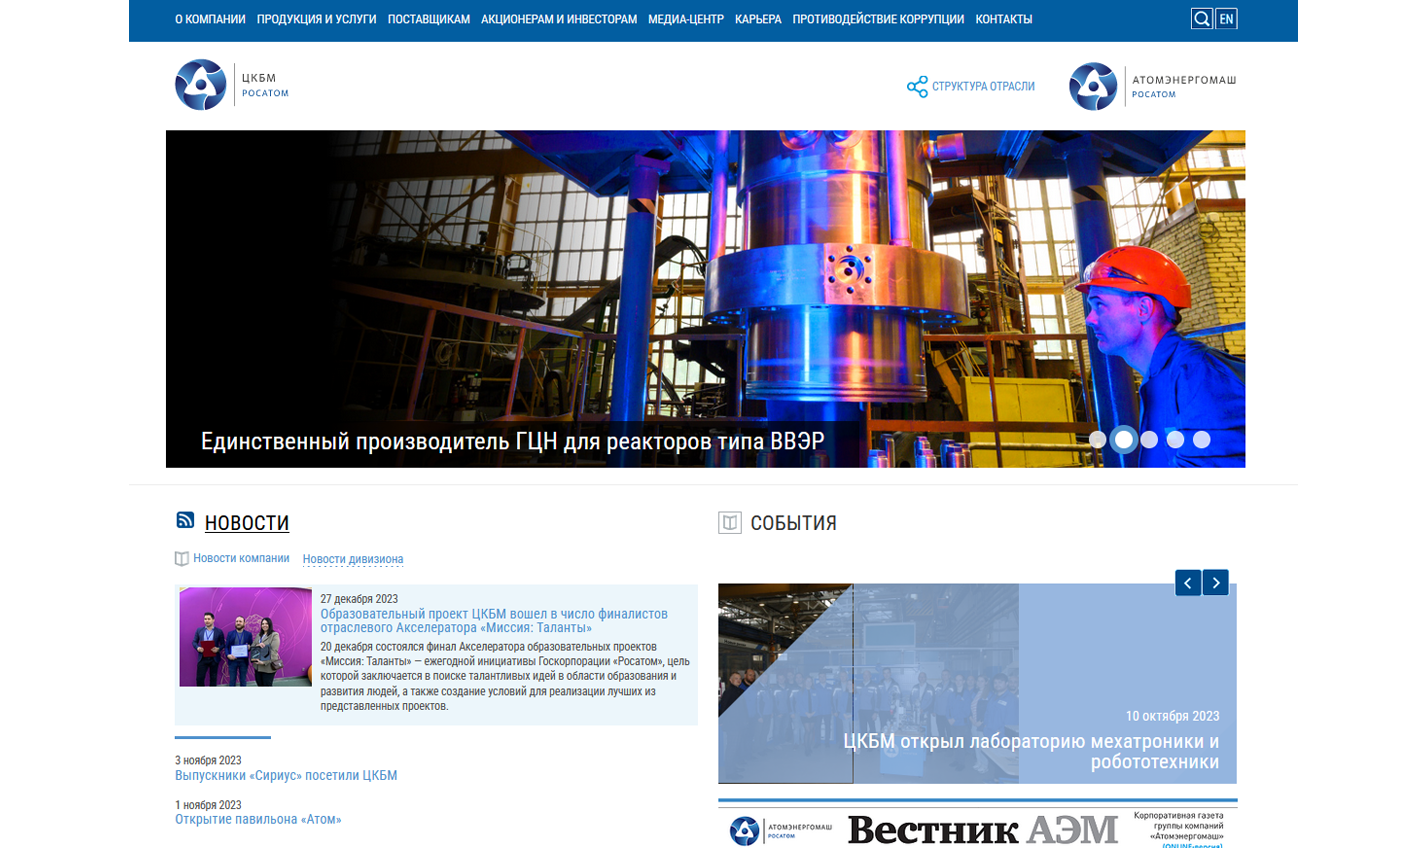 О КОМПАНИИ ПРОДУКЦИЯ И УСЛУГИ ПОСТАВЩИКАМ АКЦИОНЕРАМ И ИНВЕСТОРАМ МЕДИА-ЦЕНТР КАРЬЕРА ПРОТИВОДЕЙСТВИЕ КОРРУПЦИИ КОНТАКТЫ EN
ЦКБМ
РОСАТОМ
СТРУКТУРА ОТРАСЛИ
АТОМЭНЕРГОМАШ
РОСАТОМ
Единственный производитель ГЦН для реакторов типа ВВЭР
НОВОСТИ
Новости компании Новости дивизиона
27 декабря 2023
Образовательный проект ЦКБМ вошел в число финалистов
отраслевого Акселератора «Миссия: Таланты»
20 декабря состоялся финал Акселератора образовательных проектов
«Миссия: Таланты» — ежегодной инициативы Госкорпорации «Росатом», цель
которой заключается в поиске талантливых идей в области образования и
развития людей, а также создание условий для реализации лучших из
представленных проектов.
3 ноября 2023
Выпускники «Сириус» посетили ЦКБМ
1 ноября 2023
Открытие павильона «Атом»
СОБЫТИЯ
10 октября 2023
ЦКБМ открыл лабораторию мехатроники и
робототехники
АТОМЭНЕРГОМАШ
РОСАТОМ
Вестник АЭМ
Корпоративная газета
группы компаний
«Атомэнергомаш»
(ONLINE-версия)